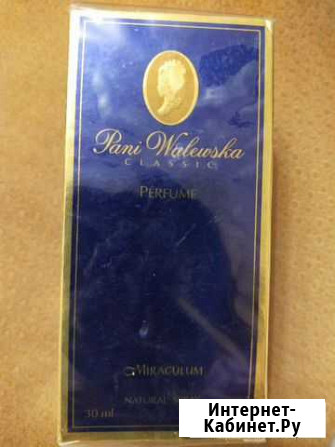 Pani Walewska
CLASSIC
PERFUME
MIRACULUM
NATURAL
30 ml
Интернет-
Кабинет.Ру